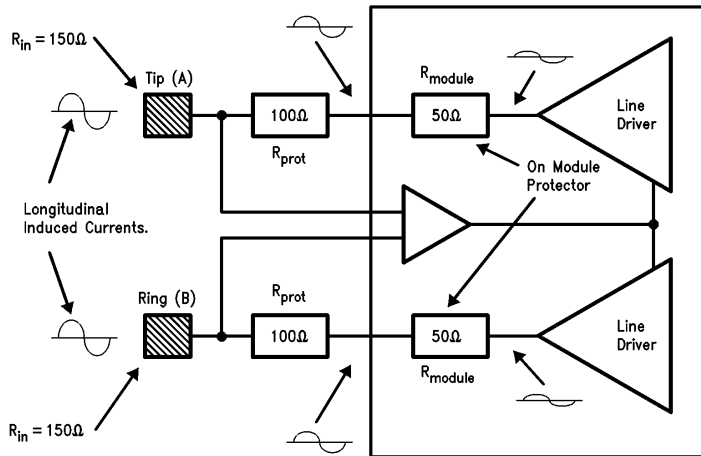 R_in = 150Ω
Tip (A)
100Ω
R_prot
R_module
50Ω
Line
Driver
On Module
Protector
Longitudinal
Induced Currents.
Ring (B)
R_prot
100Ω
50Ω
R_module
Line
Driver
R_in = 150Ω